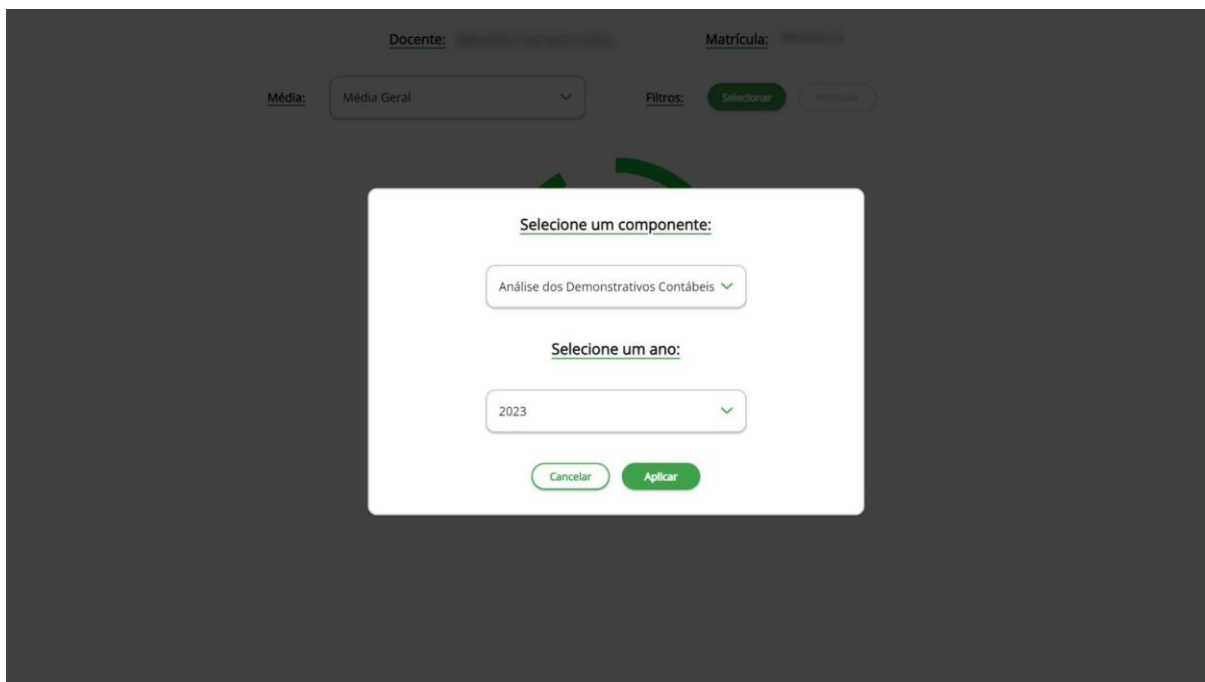 Docente: Matrícula:
Média: Média Geral Filtros: Selecionar
Selecione um componente:
Análise dos Demonstrativos Contábeis
Selecione um ano:
2023
Cancelar Aplicar